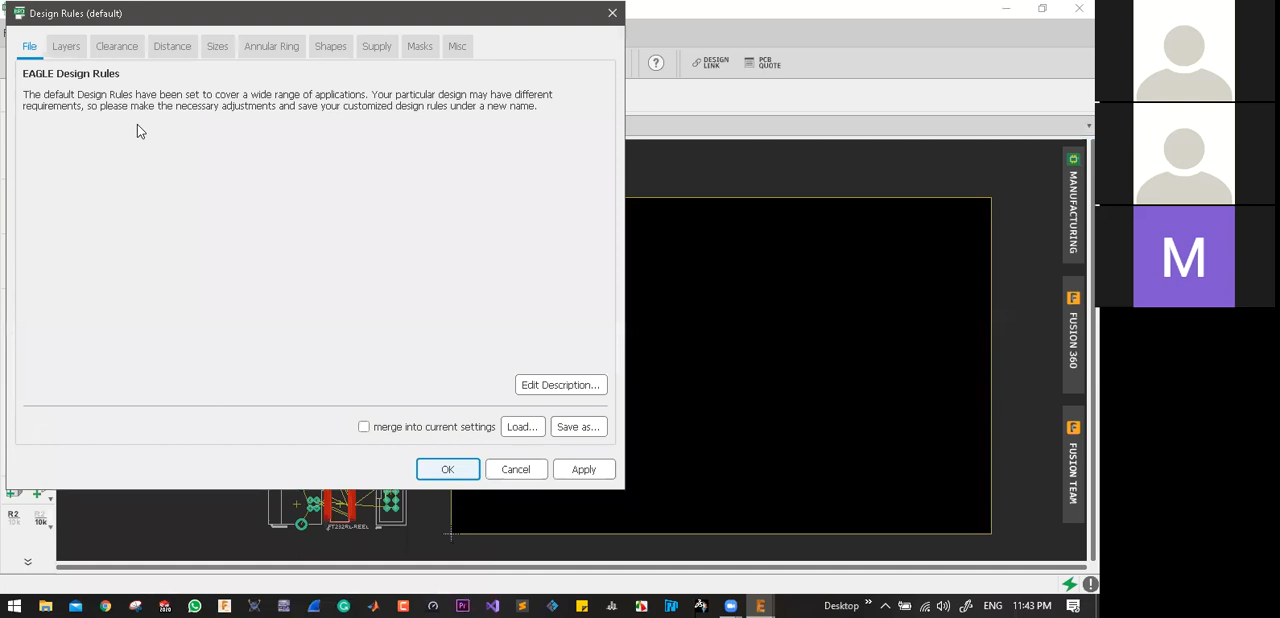 Design Rules (default)
File Layers Clearance Distance Sizes Annular Ring Shapes Supply Masks Misc
EAGLE Design Rules
The default Design Rules have been set to cover a wide range of applications. Your particular design may have different
requirements, so please make the necessary adjustments and save your customized design rules under a new name.
Edit Description...
merge into current settings Load... Save as...
OK Cancel Apply
?
DESIGN
LINK
PCB
QUOTE
MANUFACTURING
FUSION 360
FUSION TEAM
M
R2
10k
R2
10k
Desktop
ENG
11:43 PM